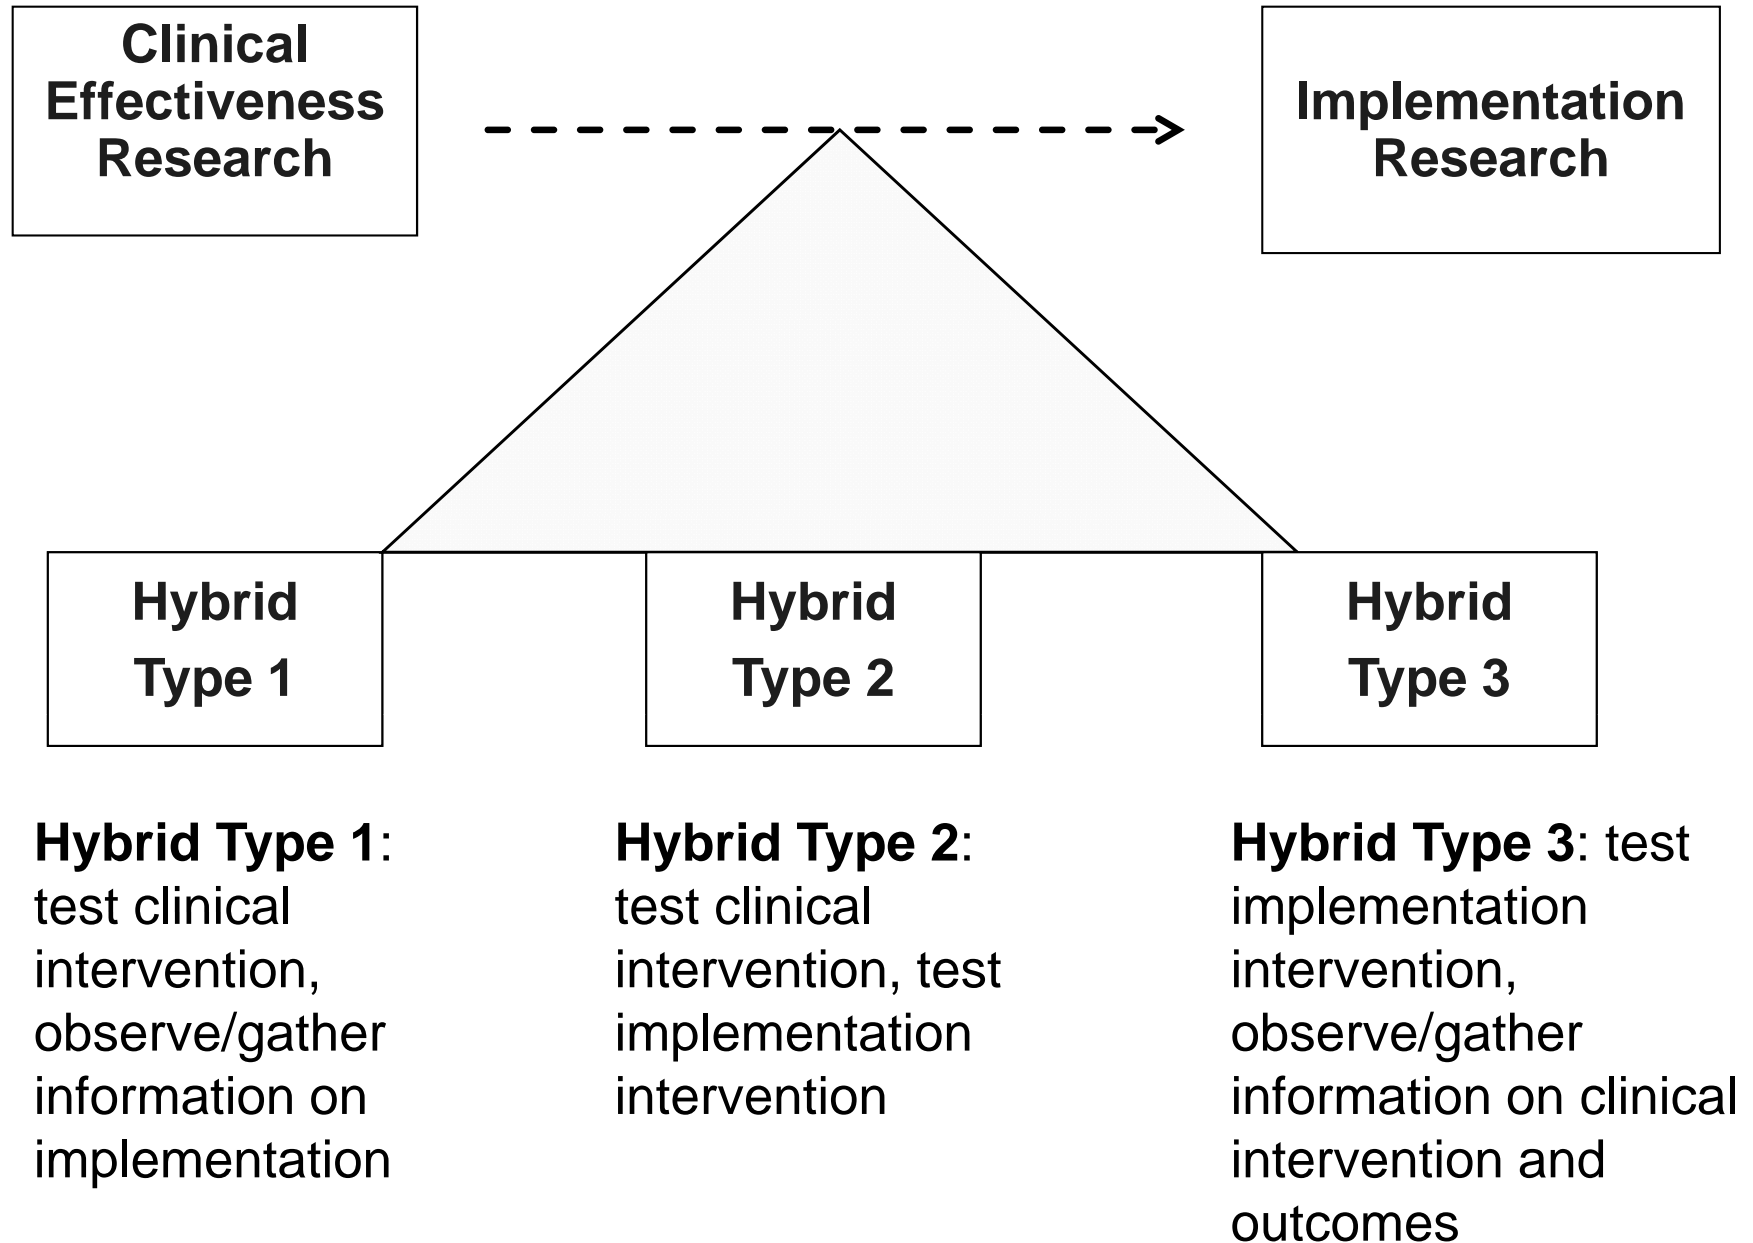 Clinical
Effectiveness
Research
Implementation
Research
Hybrid
Type 1
Hybrid
Type 2
Hybrid
Type 3
Hybrid Type 1:
test clinical
intervention,
observe/gather
information on
implementation
Hybrid Type 2:
test clinical
intervention, test
implementation
intervention
Hybrid Type 3: test
implementation
intervention,
observe/gather
information on clinical
intervention and
outcomes